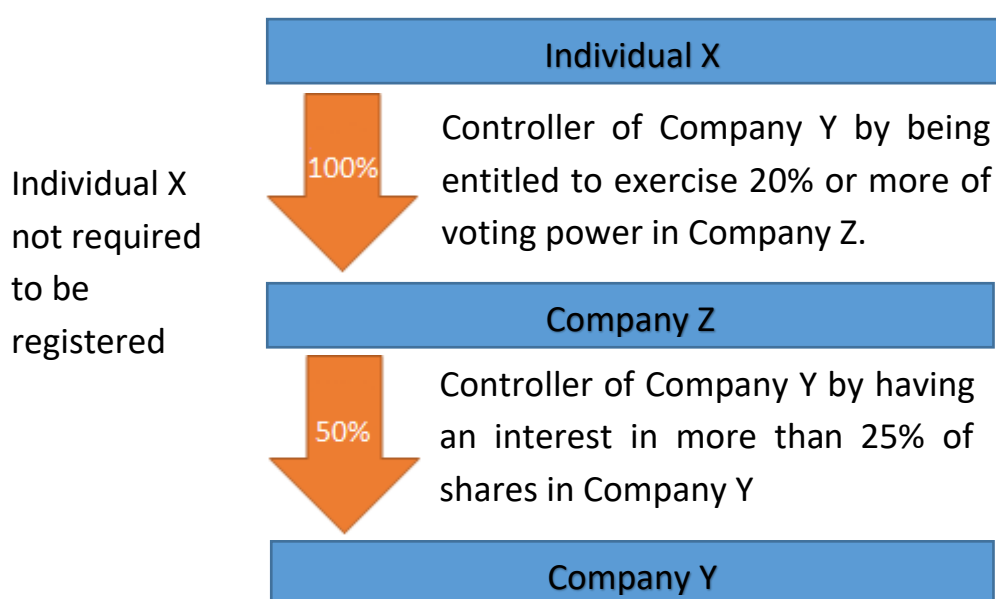 Individual X
Controller of Company Y by being
100%
entitled to exercise 20% or more of
voting power in Company Z.
Individual X
not required
to be
registered
Company Z
Controller of Company Y by having
50%
an interest in more than 25% of
shares in Company Y
Company Y